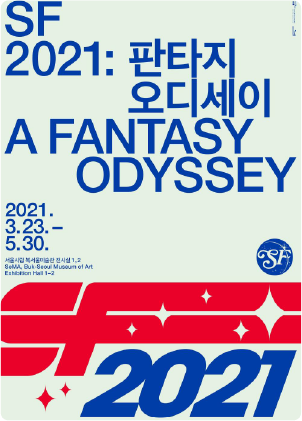 SF
2021: 판타지
오디세이
A FANTASY
ODYSSEY
2021.
3.23.–
5.30.
서울시립 북서울미술관 전시실 1, 2
SeMA, Buk-Seoul Museum of Art
Exhibition Hall 1–2
SF
SF
2021